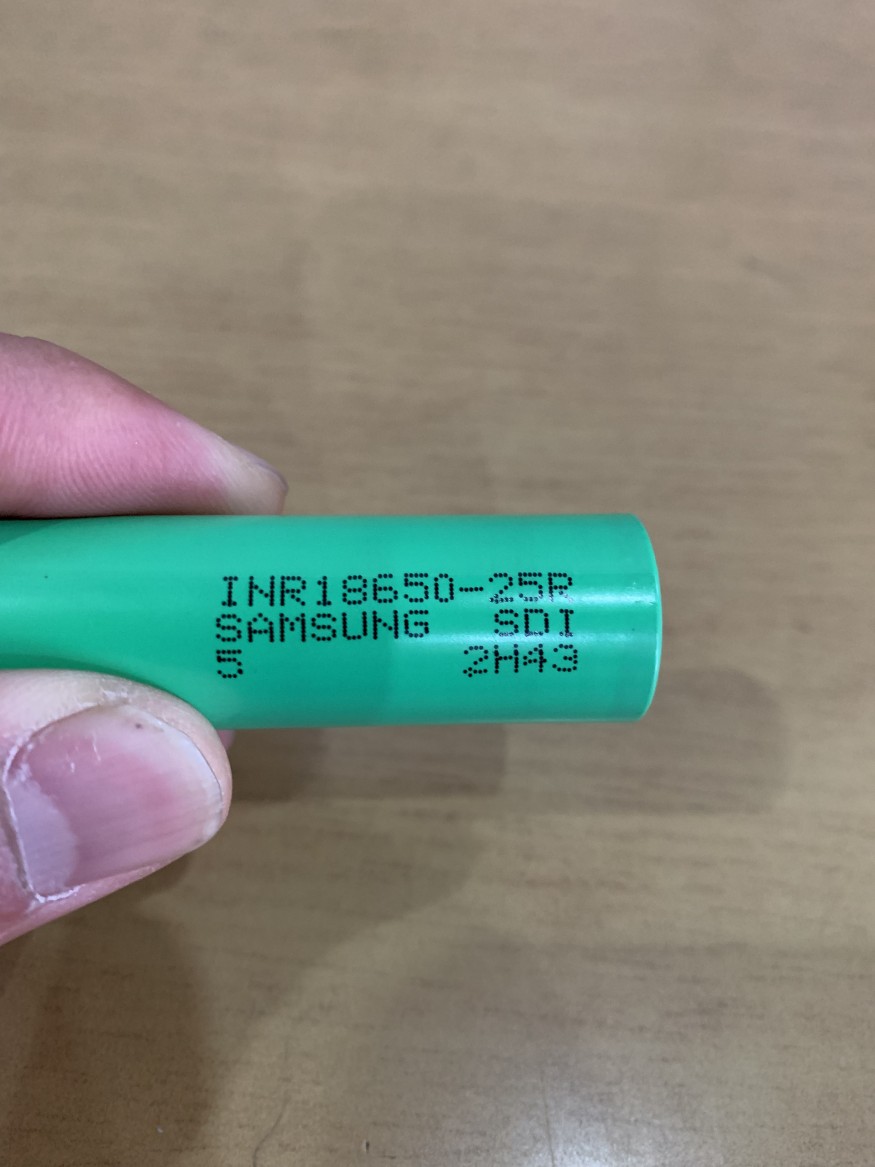 INR18650-25R
SAMSUNG SDI
5 2H43